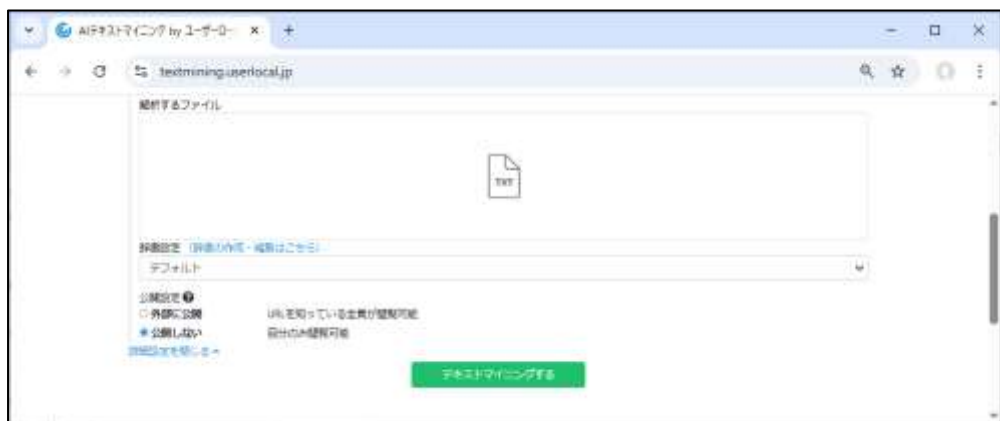 AIテキストマイニング by ユーザーロー
textmining.userlocal.jp
解析するファイル
TXT
辞書設定 (辞書の作成・編集はこちら)
デフォルト
公開設定
外部に公開 URLを知っている全員が閲覧可能
公開しない 自分のみ閲覧可能
詳細設定を閉じる
テキストマイニングする